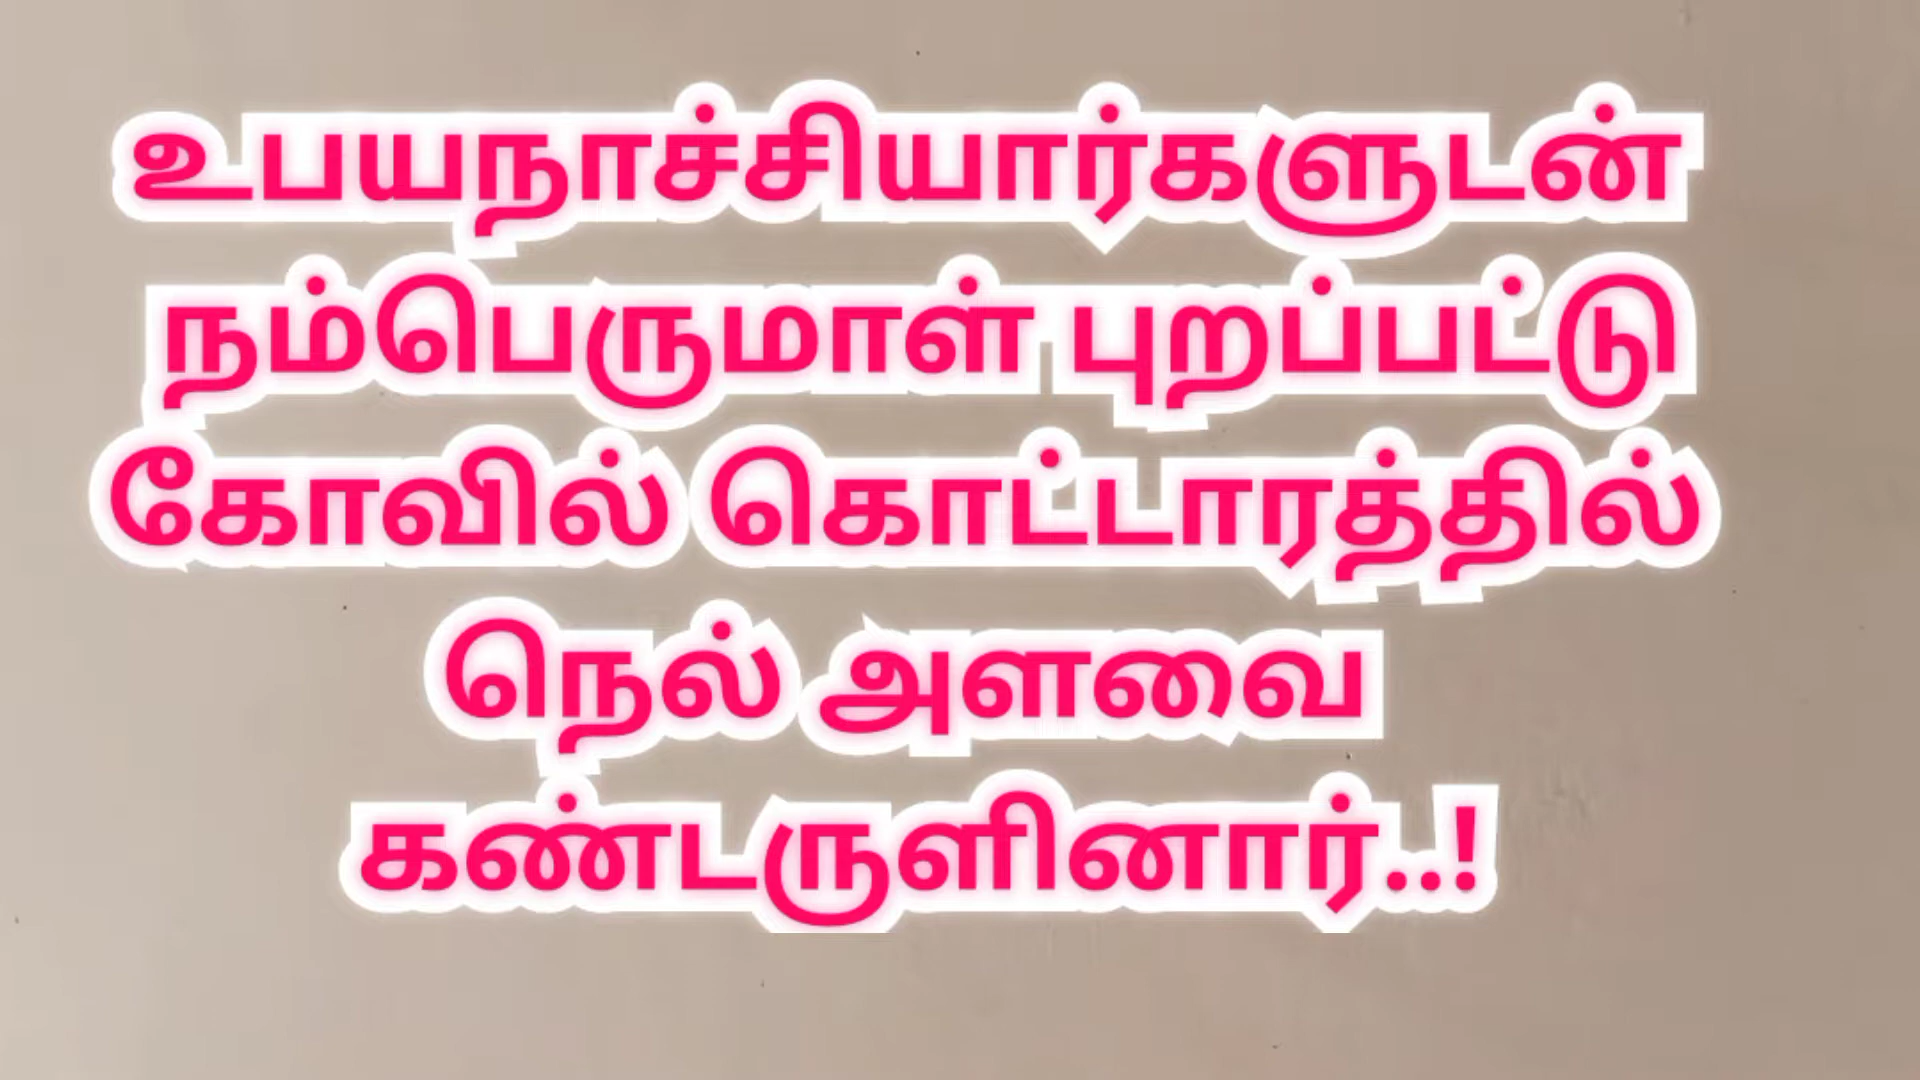 உபயநாச்சியார்களுடன்
நம்பெருமாள் புறப்பட்டு
கோவில் கொட்டாரத்தில்
நெல் அளவை
கண்டருளினார்..!